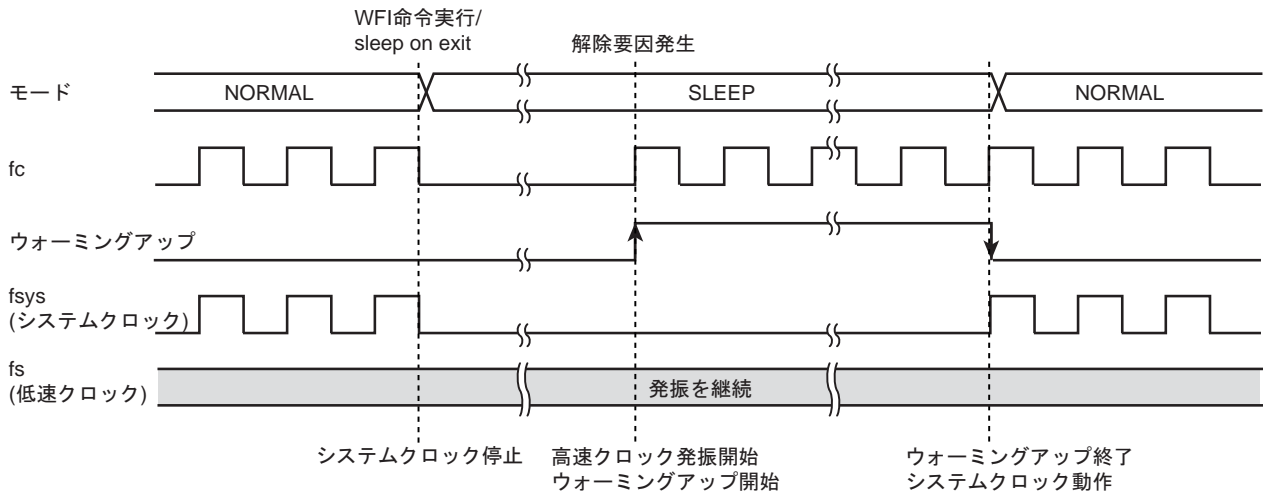 WFI命令実行/
sleep on exit
解除要因発生
モード
NORMAL
SLEEP
NORMAL
fc
ウォーミングアップ
fsys
(システムクロック)
fs
(低速クロック)
発振を継続
システムクロック停止
高速クロック発振開始
ウォーミングアップ開始
ウォーミングアップ終了
システムクロック動作